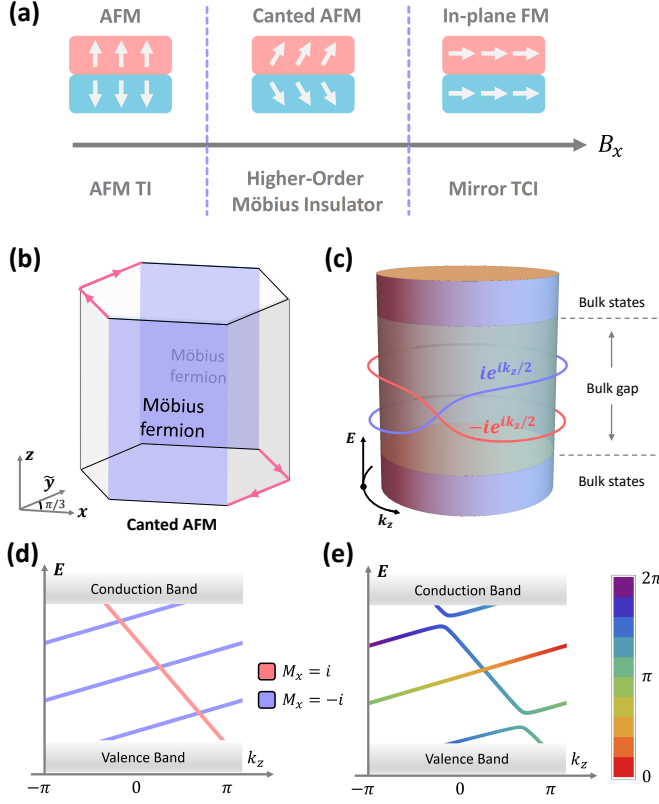 (a)
AFM
Canted AFM
In-plane FM
B_x
AFM TI
Higher-Order
Möbius Insulator
Mirror TCI
(b)
Möbius
fermion
Möbius
fermion
z
ỹ
π/3
x
Canted AFM
(c)
Bulk states
ie^{ik_z/2}
Bulk gap
-ie^{ik_z/2}
E
Bulk states
k_z
(d)
E
Conduction Band
M_x = i
M_x = −i
Valence Band
k_z
−π
0
π
(e)
E
Conduction Band
Valence Band
k_z
−π
0
π
2π
π
0